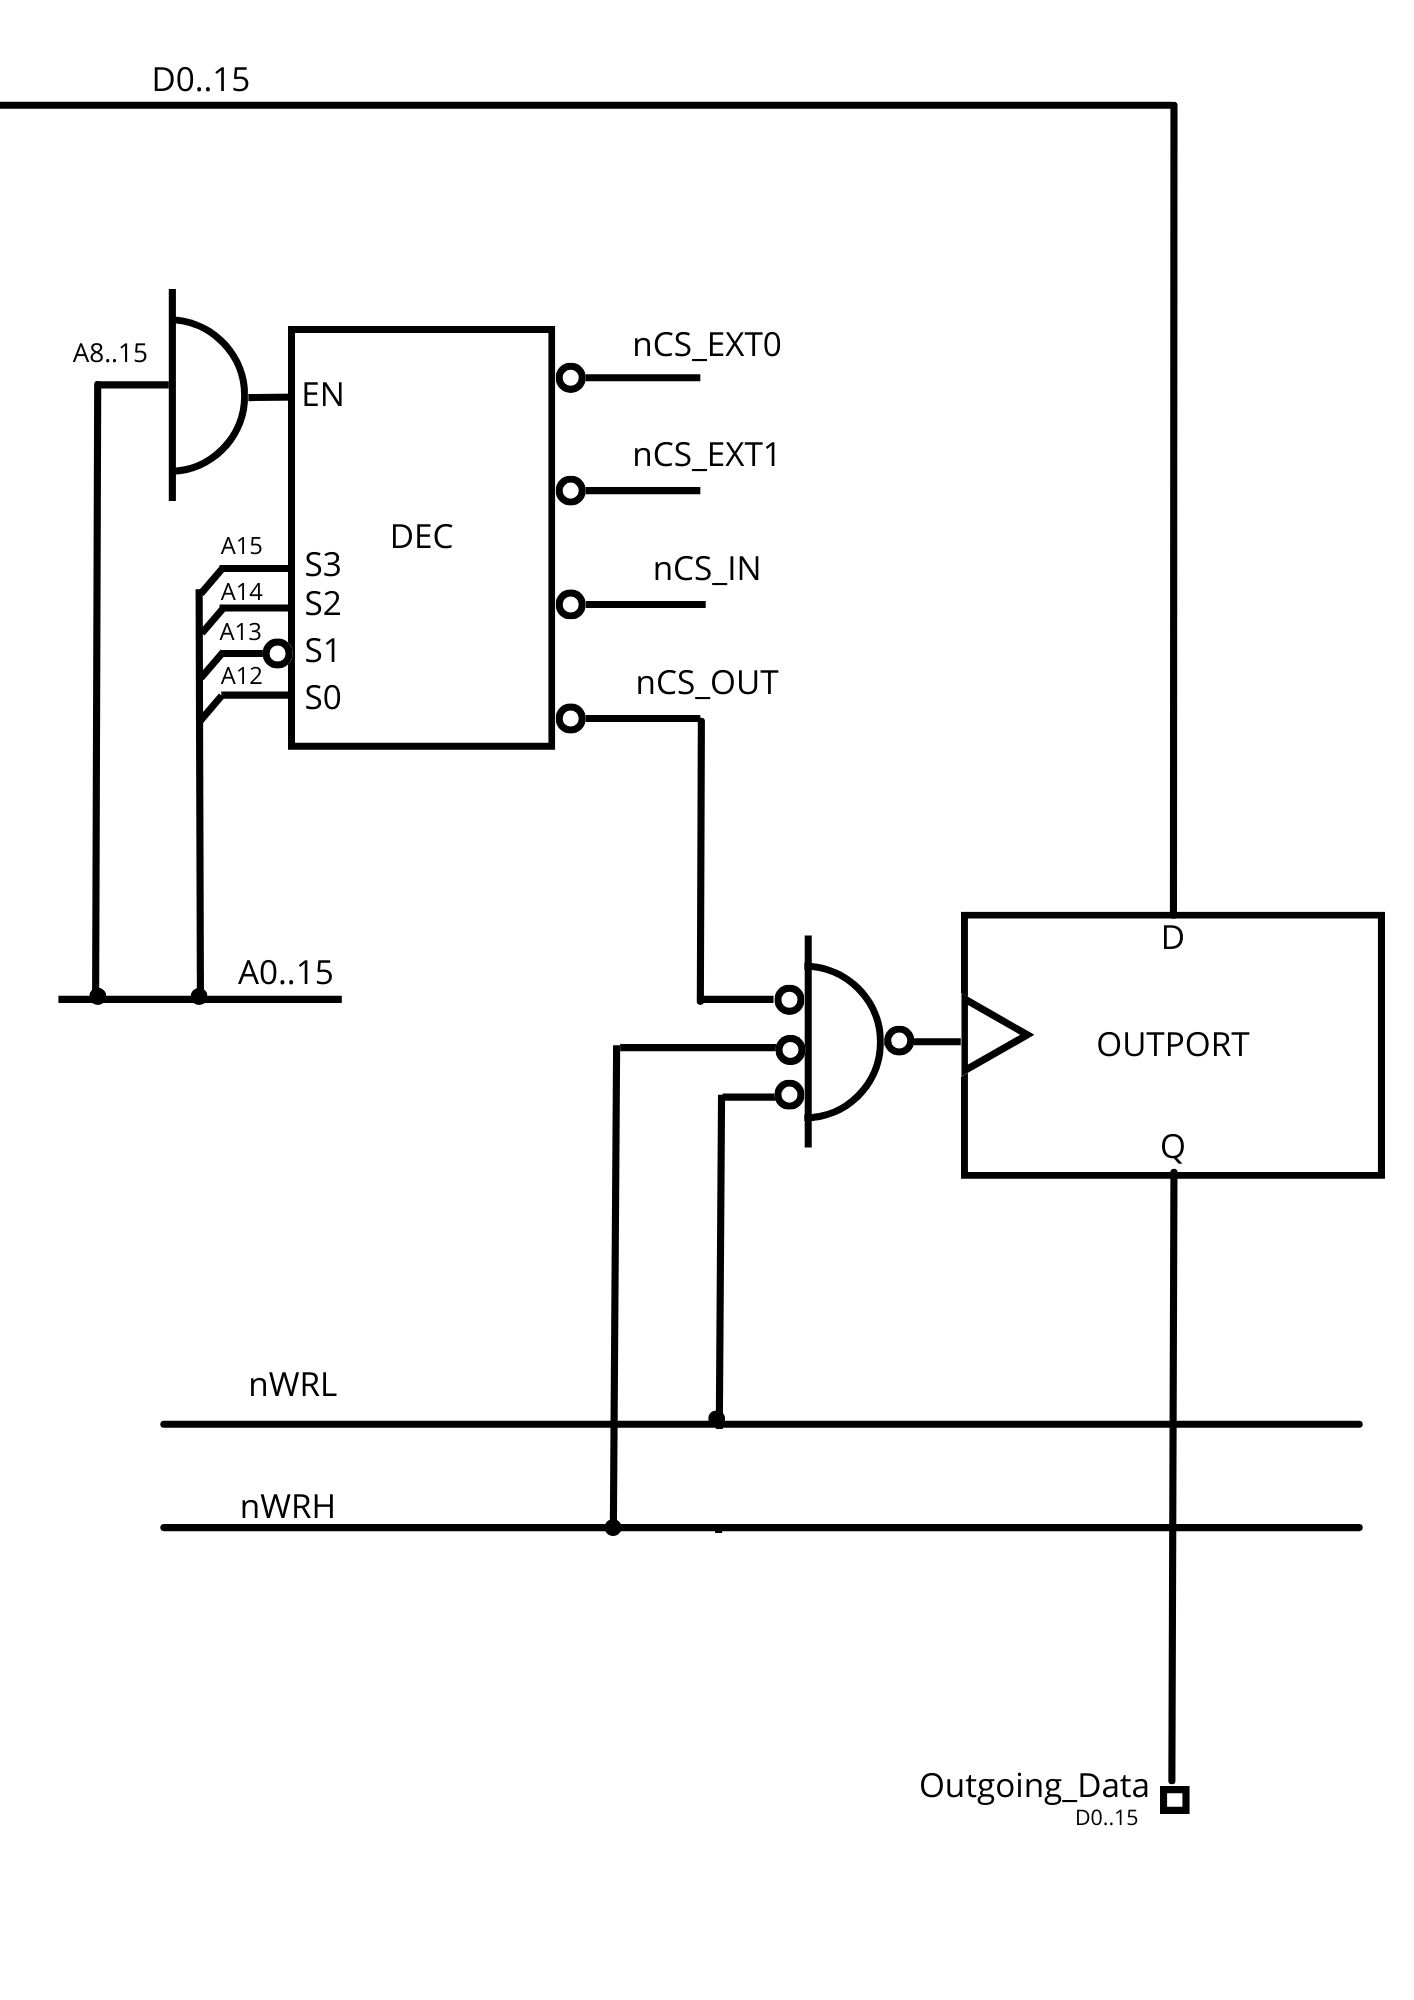 D0..15
A8..15
EN
DEC
A15
S3
A14
S2
A13
S1
A12
S0
nCS_EXT0
nCS_EXT1
nCS_IN
nCS_OUT
A0..15
D
OUTPORT
Q
nWRL
nWRH
Outgoing_Data
D0..15